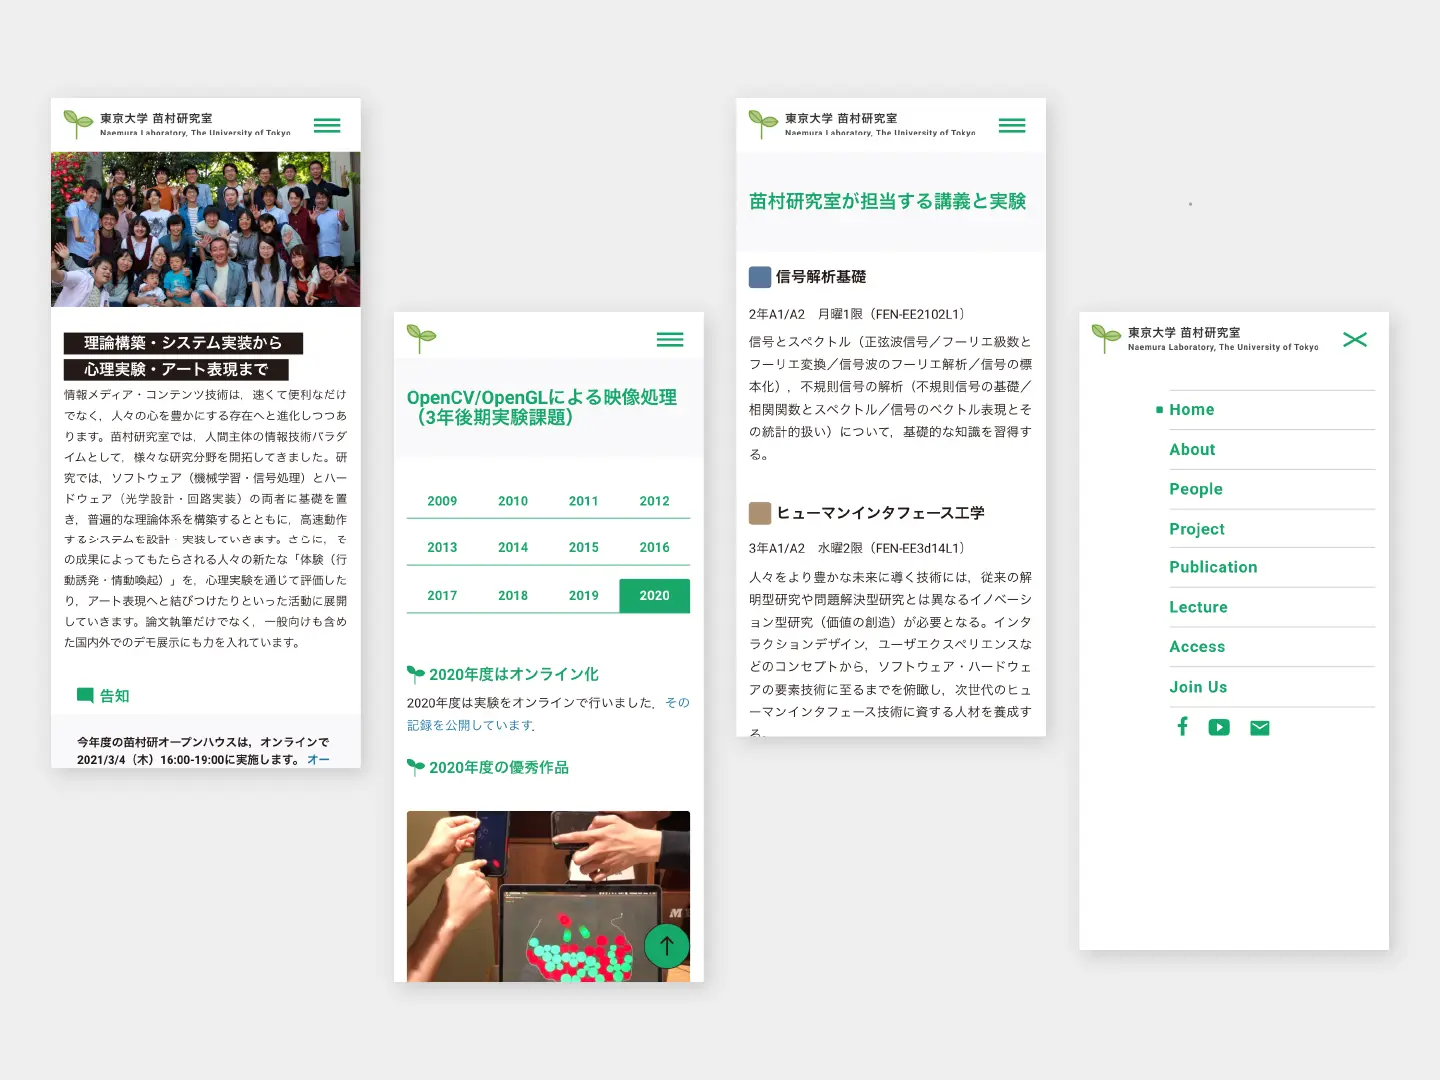 東京大学 苗村研究室
Naemura Laboratory, The University of Tokyo
理論構築・システム実装から
心理実験・アート表現まで
情報メディア・コンテンツ技術は，速くて便利なだけ
でなく，人々の心を豊かにする存在へと進化しつつあ
ります。苗村研究室では，人間主体の情報技術パラダ
イムとして，様々な研究分野を開拓してきました。研
究では，ソフトウェア（機械学習・信号処理）とハー
ドウェア（光学設計・回路実装）の両者に基礎を置
き，普遍的な理論体系を構築するとともに，高速動作
するシステムを設計・実装していきます。さらに，そ
の成果によってもたらされる人々の新たな「体験（行
動誘発・情動喚起）」を，心理実験を通じて評価した
り，アート表現へと結びつけたりといった活動に展開
していきます。論文執筆だけでなく，一般向けも含め
た国内外でのデモ展示にも力を入れています。
告知
今年度の苗村研オープンハウスは，オンラインで
2021/3/4（木）16:00-19:00に実施します。 オー
OpenCV/OpenGLによる映像処理
（3年後期実験課題）
2009 2010 2011 2012
2013 2014 2015 2016
2017 2018 2019 2020
2020年度はオンライン化
2020年度は実験をオンラインで行いました．その
記録を公開しています．
2020年度の優秀作品
東京大学 苗村研究室
Naemura Laboratory, The University of Tokyo
苗村研究室が担当する講義と実験
信号解析基礎
2年A1/A2　月曜1限（FEN-EE2102L1）
信号とスペクトル（正弦波信号／フーリエ級数と
フーリエ変換／信号波のフーリエ解析／信号の標
本化），不規則信号の解析（不規則信号の基礎／
相関関数とスペクトル／信号のベクトル表現とそ
の統計的扱い）について，基礎的な知識を習得す
る。
ヒューマンインタフェース工学
3年A1/A2　水曜2限（FEN-EE3d14L1）
人々をより豊かな未来に導く技術には，従来の解
明型研究や問題解決型研究とは異なるイノベーシ
ョン型研究（価値の創造）が必要となる。インタ
ラクションデザイン，ユーザエクスペリエンスな
どのコンセプトから，ソフトウェア・ハードウェ
アの要素技術に至るまでを俯瞰し，次世代のヒュ
ーマンインタフェース技術に資する人材を養成す
る。
東京大学 苗村研究室
Naemura Laboratory, The University of Tokyo
Home
About
People
Project
Publication
Lecture
Access
Join Us